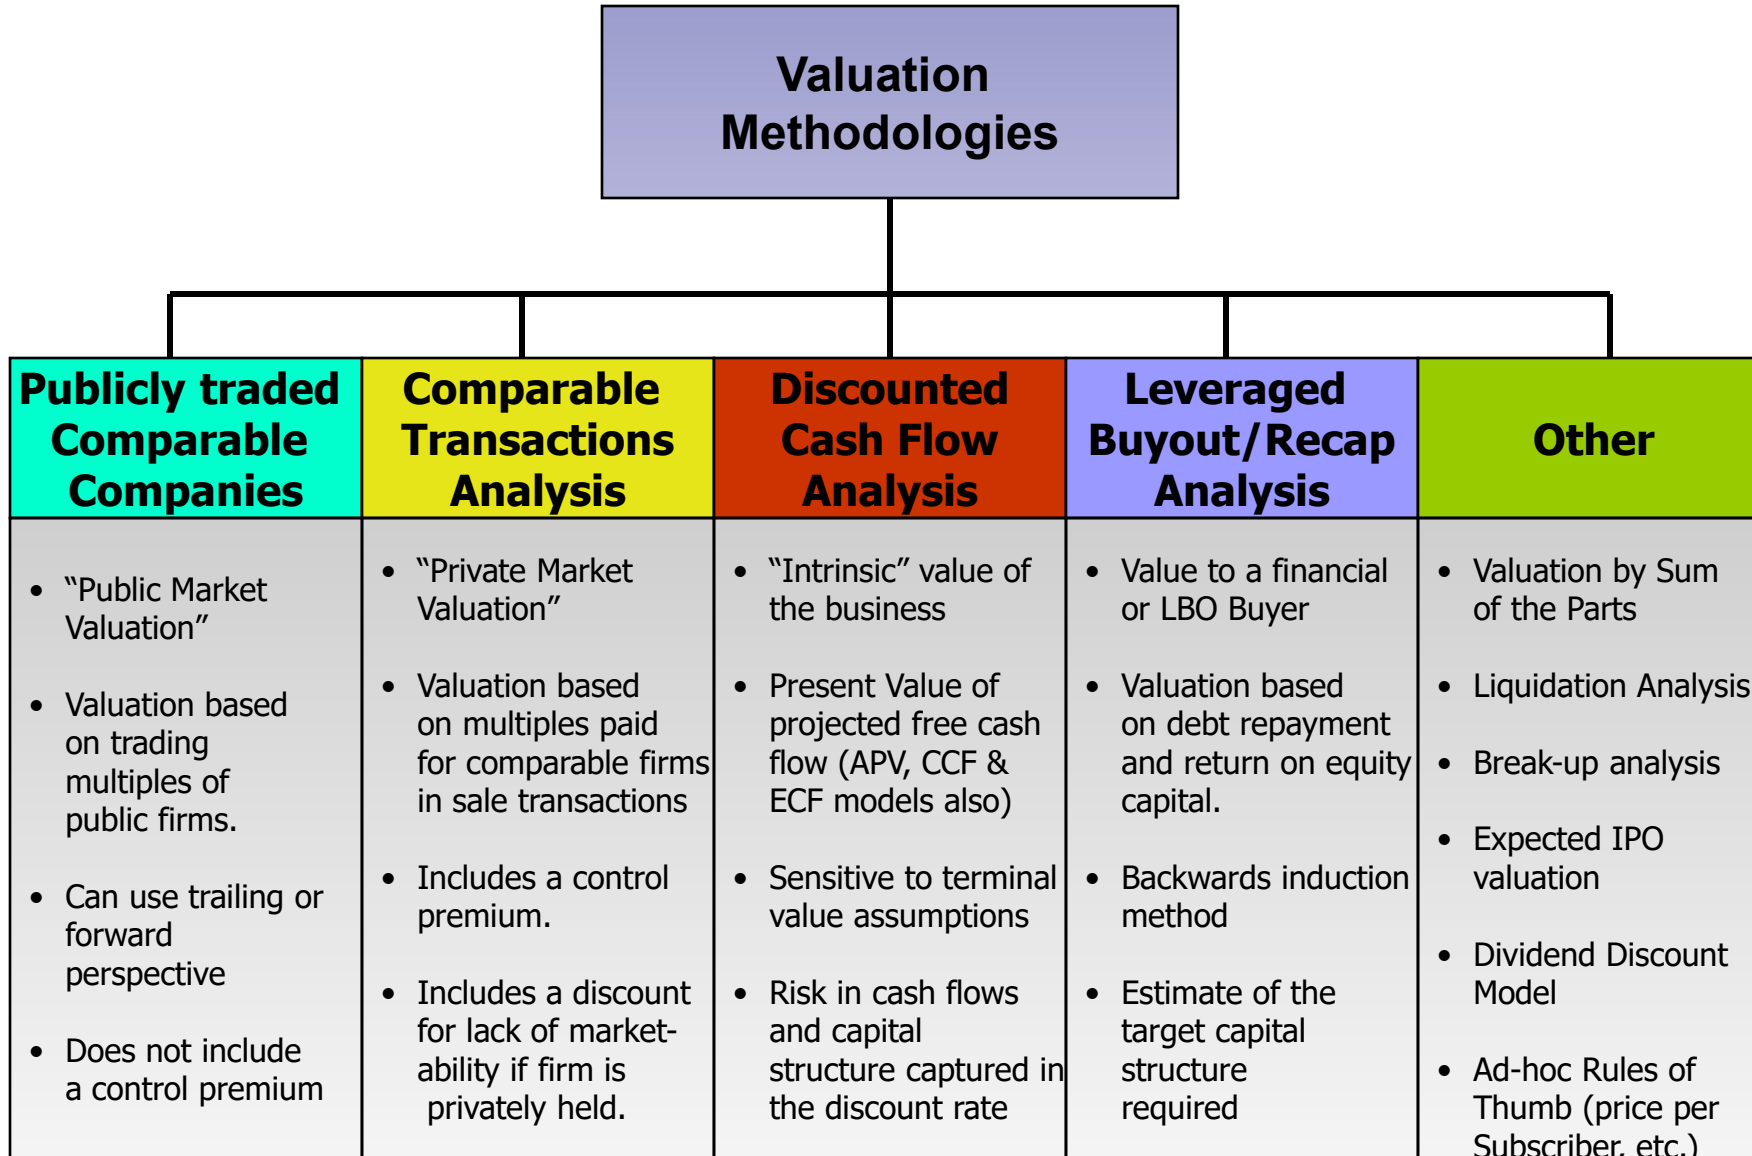 Valuation
Methodologies
Publicly traded
Comparable
Companies
• “Public Market
Valuation”
• Valuation based
on trading
multiples of
public firms.
• Can use trailing or
forward
perspective
• Does not include
a control premium
Comparable
Transactions
Analysis
• “Private Market
Valuation”
• Valuation based
on multiples paid
for comparable firms
in sale transactions
• Includes a control
premium.
• Includes a discount
for lack of market-
ability if firm is
privately held.
Discounted
Cash Flow
Analysis
• “Intrinsic” value of
the business
• Present Value of
projected free cash
flow (APV, CCF &
ECF models also)
• Sensitive to terminal
value assumptions
• Risk in cash flows
and capital
structure captured in
the discount rate
Leveraged
Buyout/Recap
Analysis
• Value to a financial
or LBO Buyer
• Valuation based
on debt repayment
and return on equity
capital.
• Backwards induction
method
• Estimate of the
target capital
structure
required
Other
• Valuation by Sum
of the Parts
• Liquidation Analysis
• Break-up analysis
• Expected IPO
valuation
• Dividend Discount
Model
• Ad-hoc Rules of
Thumb (price per
Subscriber, etc.)